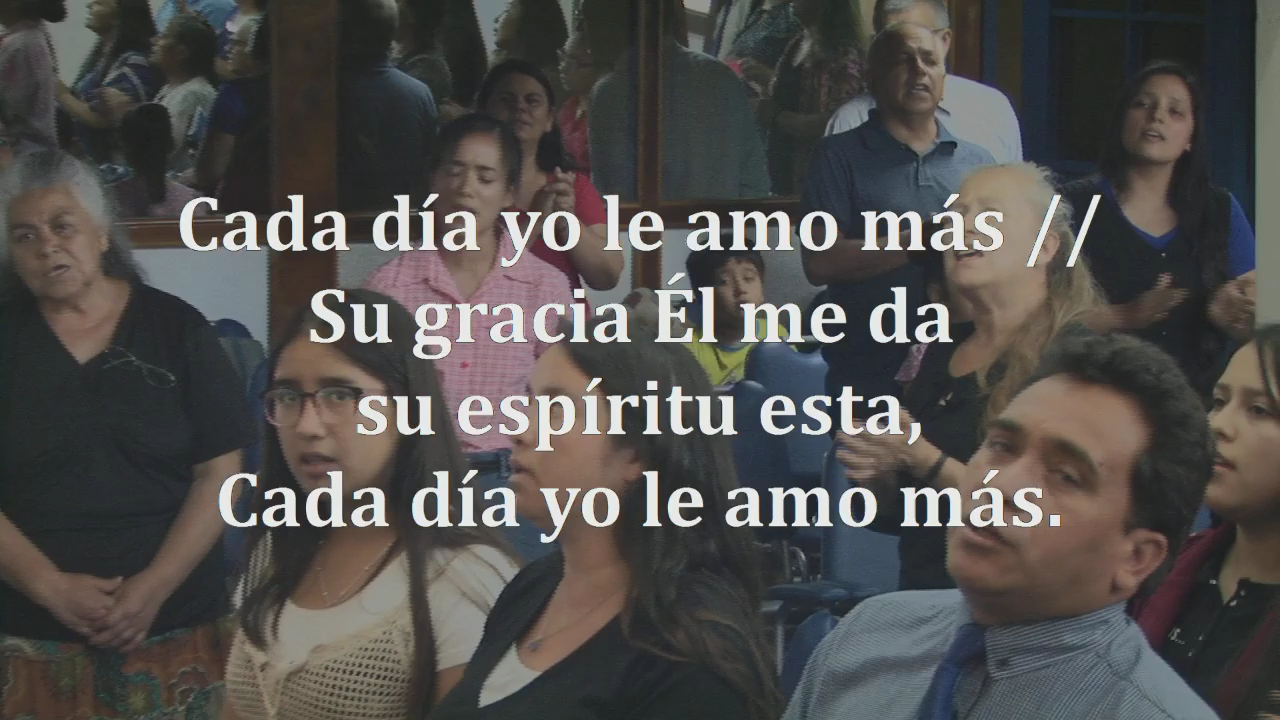 Cada día yo le amo más //
Su gracia Él me da
su espíritu esta,
Cada día yo le amo más.